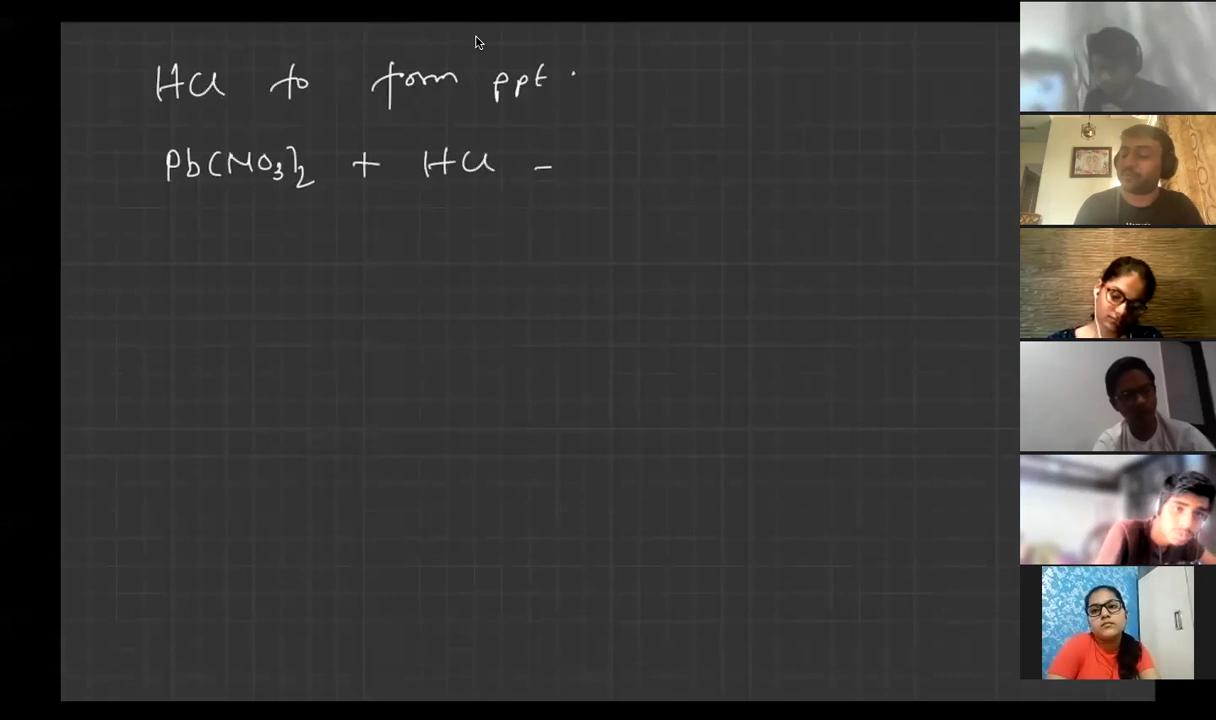 HCl to form ppt.
Pb(NO3)2 + HCl –